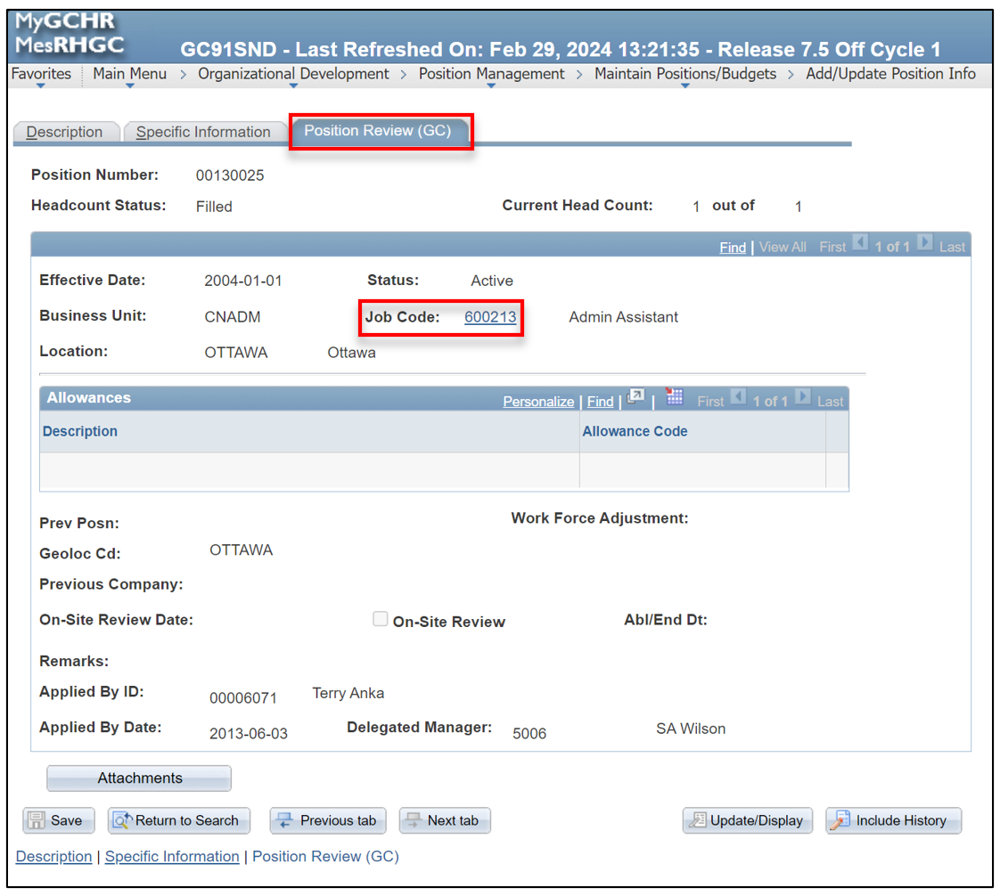 MyGCHR
MesRHGC
GC91SND - Last Refreshed On: Feb 29, 2024 13:21:35 - Release 7.5 Off Cycle 1
Favorites Main Menu > Organizational Development > Position Management > Maintain Positions/Budgets > Add/Update Position Info
Description Specific Information Position Review (GC)
Position Number: 00130025
Headcount Status: Filled Current Head Count: 1 out of 1
Find | View All First 1 of 1 Last
Effective Date: 2004-01-01 Status: Active
Business Unit: CNADM Job Code: 600213 Admin Assistant
Location: OTTAWA Ottawa
Allowances Personalize | Find | | First 1 of 1 Last
Description Allowance Code
Prev Posn: Work Force Adjustment:
Geoloc Cd: OTTAWA
Previous Company:
On-Site Review Date: On-Site Review Abl/End Dt:
Remarks:
Applied By ID: 00006071 Terry Anka
Applied By Date: 2013-06-03 Delegated Manager: 5006 SA Wilson
Attachments
Save Return to Search Previous tab Next tab Update/Display Include History
Description | Specific Information | Position Review (GC)